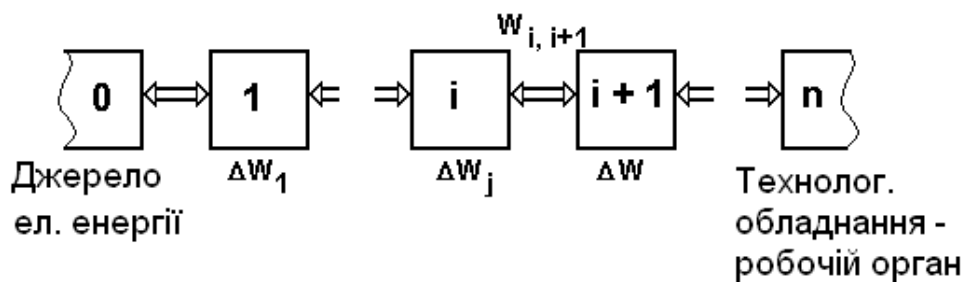 W i, i+1
0 1 i i + 1 n
ΔW1 ΔWj ΔW
Джерело
ел. енергії
Технолог.
обладнання -
робочій орган